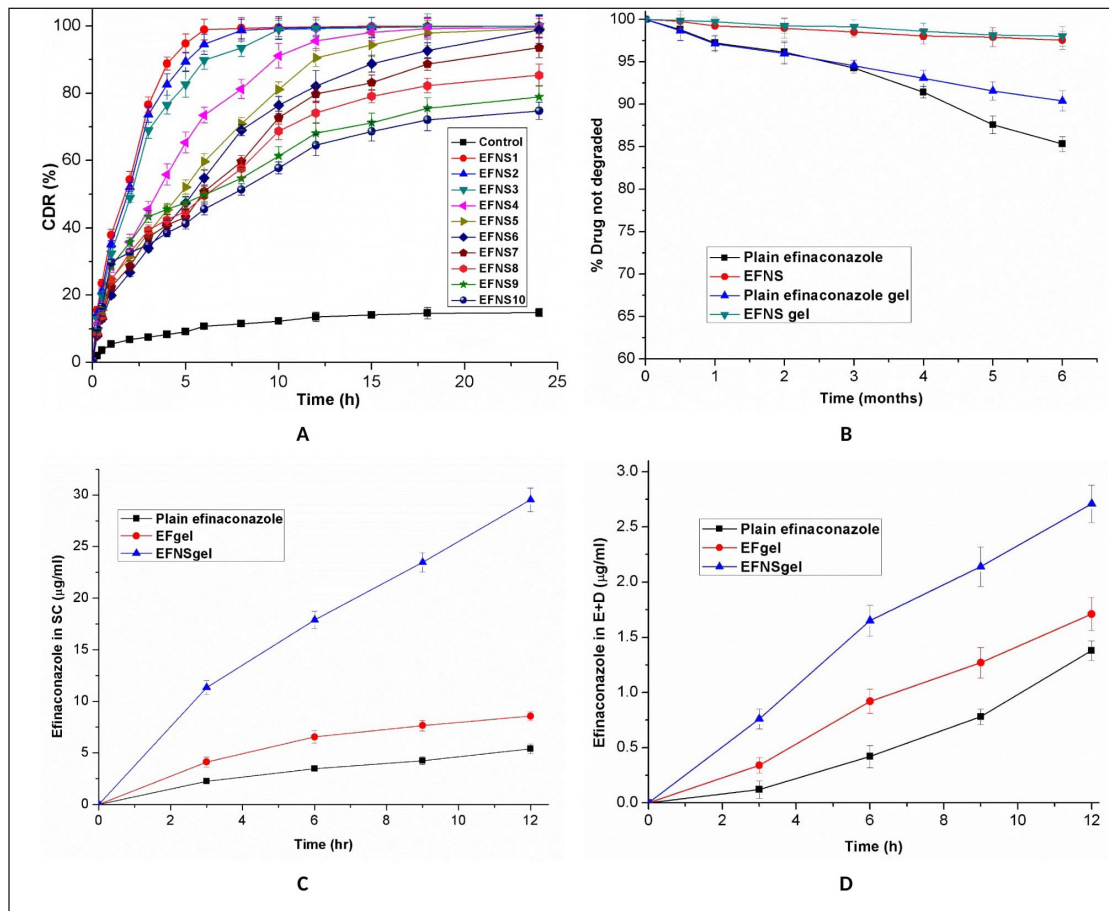 CDR (%)
100
80
60
40
20
0
Control
EFNS1
EFNS2
EFNS3
EFNS4
EFNS5
EFNS6
EFNS7
EFNS8
EFNS9
EFNS10
0 5 10 15 20 25
Time (h)
A
% Drug not degraded
100
95
90
85
80
75
70
65
60
Plain efinaconazole
EFNS
Plain efinaconazole gel
EFNS gel
0 1 2 3 4 5 6
Time (months)
B
Efinaconazole in SC (μg/ml)
30
25
20
15
10
5
0
Plain efinaconazole
EFgel
EFNSgel
0 2 4 6 8 10 12
Time (hr)
C
Efinaconazole in E+D (μg/ml)
3.0
2.5
2.0
1.5
1.0
0.5
0.0
Plain efinaconazole
EFgel
EFNSgel
0 2 4 6 8 10 12
Time (h)
D